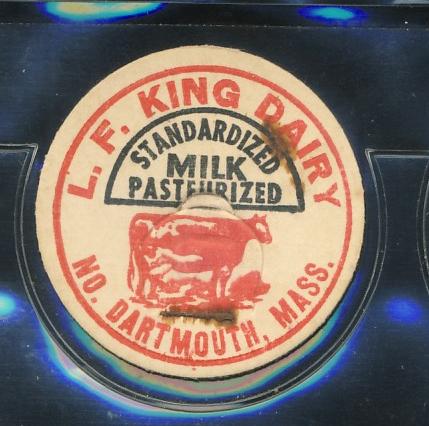 L. F. KING DAIRY
STANDARDIZED
MILK
PASTEURIZED
NO. DARTMOUTH, MASS.